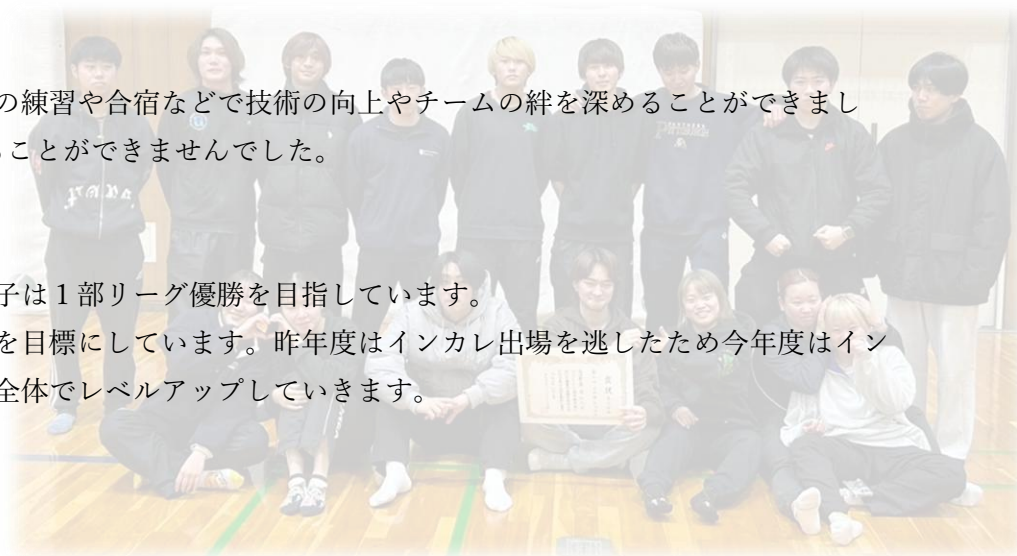 の練習や合宿などで技術の向上やチームの絆を深めることができまし
ことができませんでした。
子は１部リーグ優勝を目指しています。
を目標にしています。昨年度はインカレ出場を逃したため今年度はイン
全体でレベルアップしていきます。